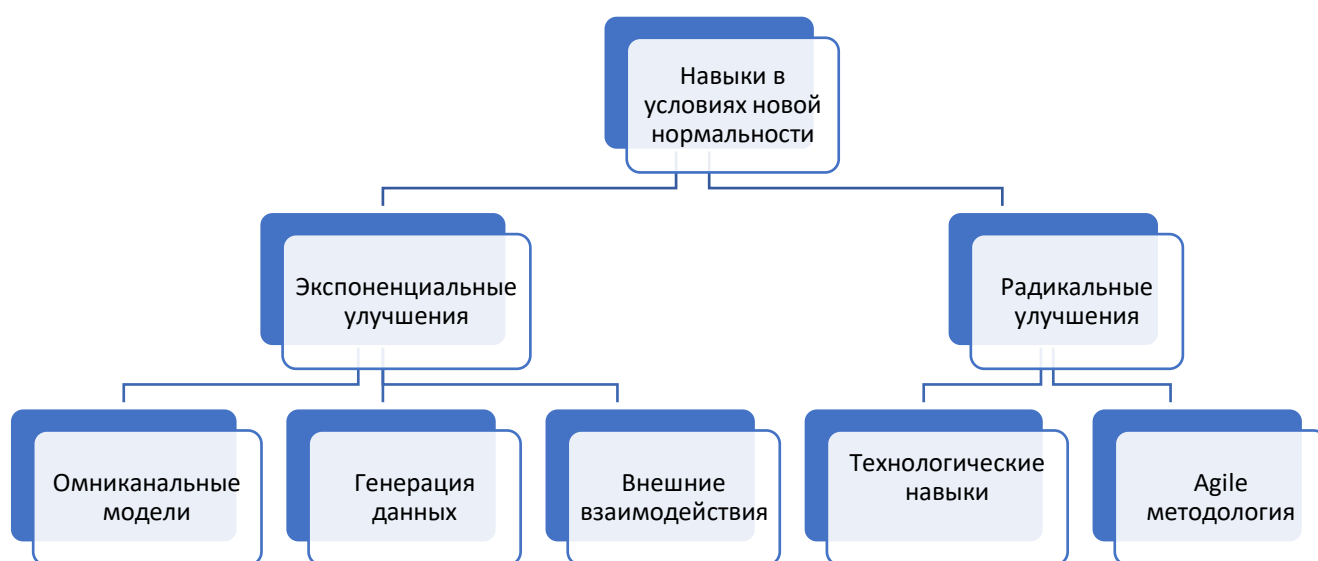 Навыки в
условиях новой
нормальности
Экспоненциальные
улучшения
Радикальные
улучшения
Омниканальные
модели
Генерация
данных
Внешние
взаимодействия
Технологические
навыки
Agile
методология